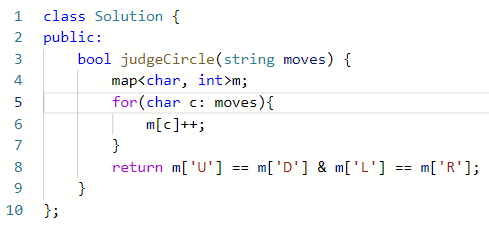 1 class Solution {
2 public:
3     bool judgeCircle(string moves) {
4         map<char, int>m;
5         for(char c: moves){
6             m[c]++;
7         }
8         return m['U'] == m['D'] & m['L'] == m['R'];
9     }
10 };